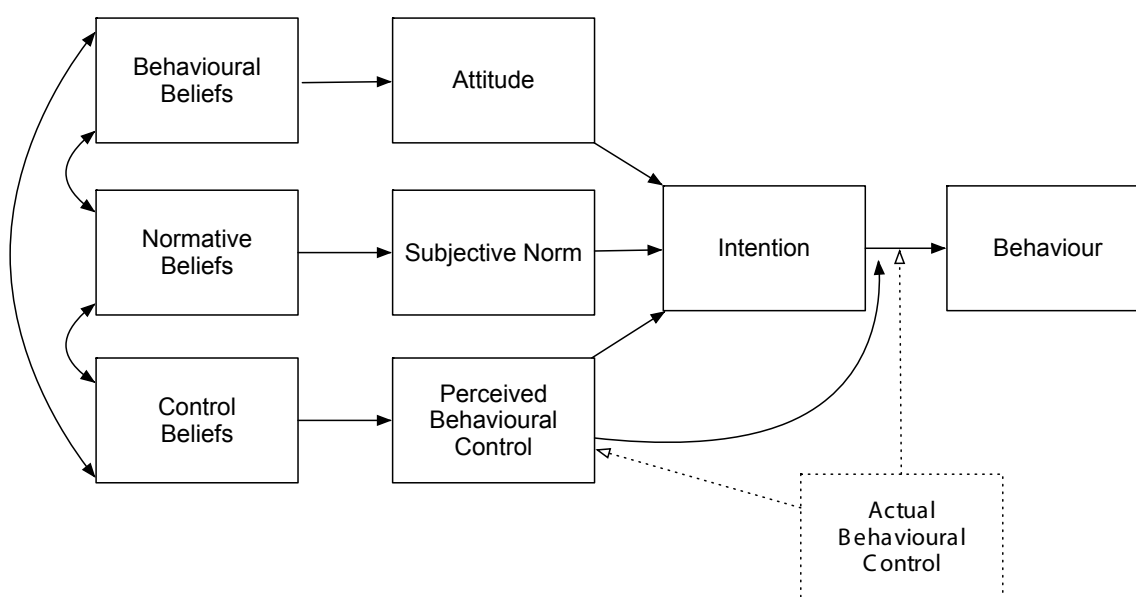 Behavioural
Beliefs
Attitude
Normative
Beliefs
Subjective Norm
Intention
Behaviour
Control
Beliefs
Perceived
Behavioural
Control
Actual
Behavioural
Control